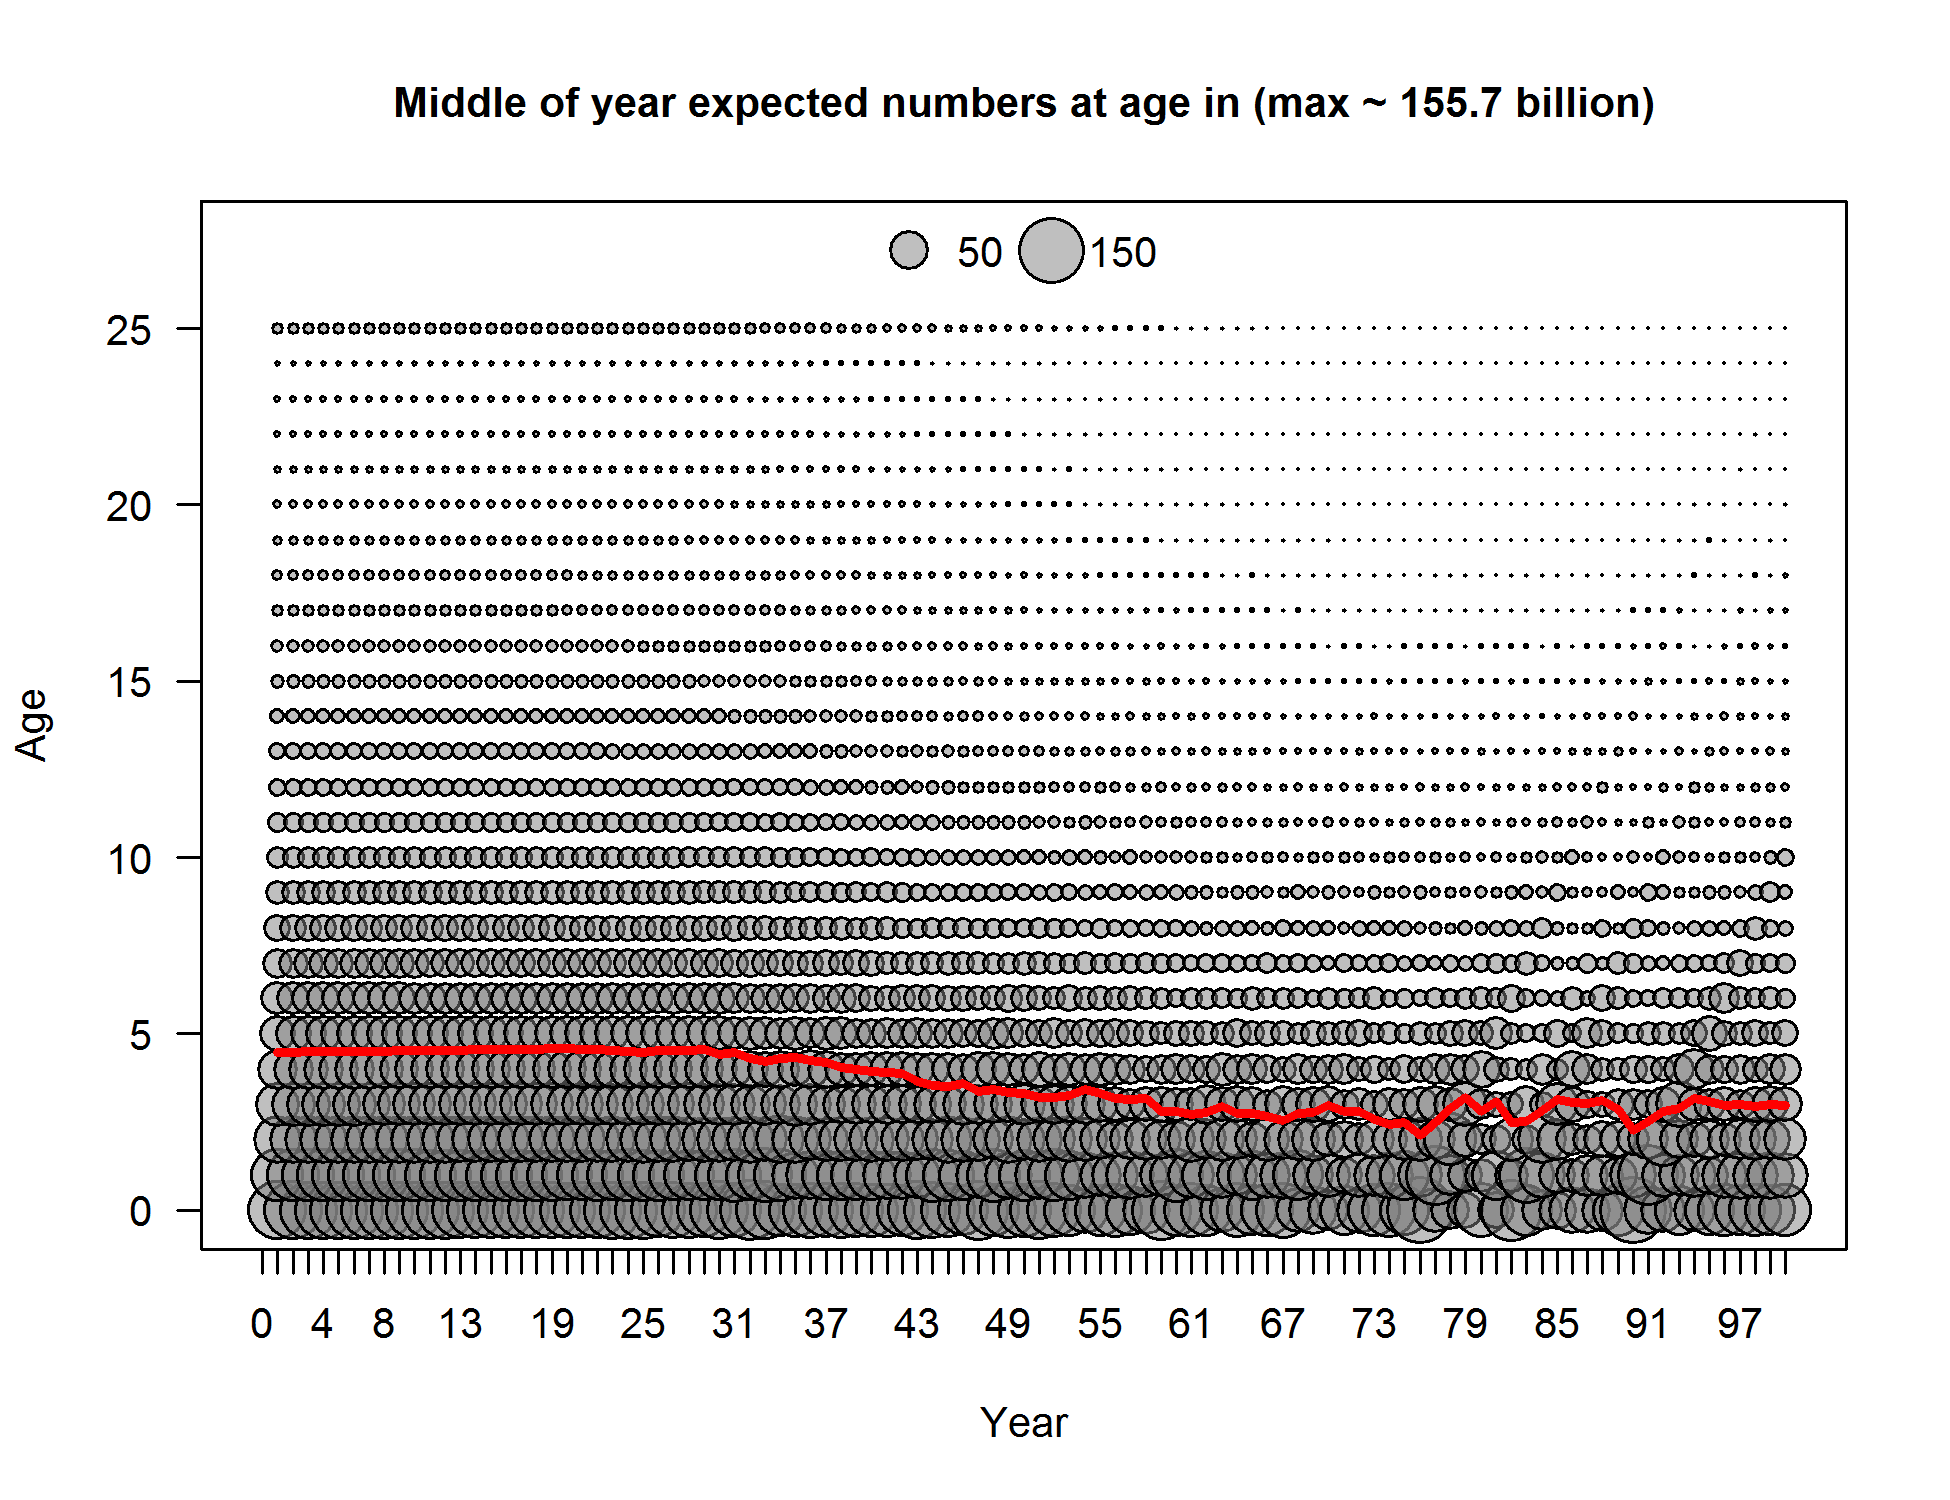 Middle of year expected numbers at age in (max ~ 155.7 billion)
50 150
25
20
15
10
5
0
Age
0 4 8 13 19 25 31 37 43 49 55 61 67 73 79 85 91 97
Year